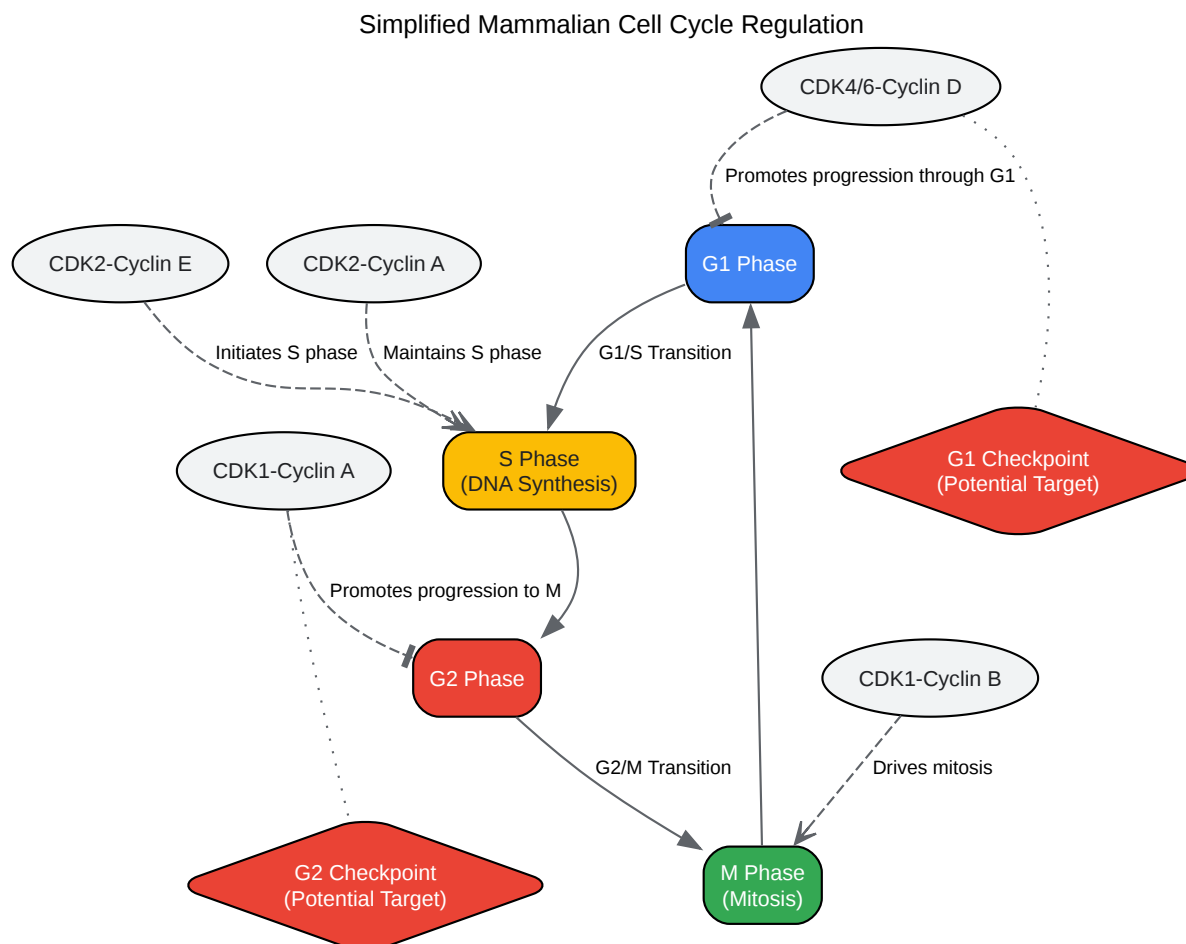 Simplified Mammalian Cell Cycle Regulation
CDK4/6-Cyclin D
Promotes progression through G1
CDK2-Cyclin E
CDK2-Cyclin A
G1 Phase
Initiates S phase
Maintains S phase
G1/S Transition
CDK1-Cyclin A
S Phase
(DNA Synthesis)
G1 Checkpoint
(Potential Target)
Promotes progression to M
G2 Phase
CDK1-Cyclin B
G2/M Transition
Drives mitosis
G2 Checkpoint
(Potential Target)
M Phase
(Mitosis)